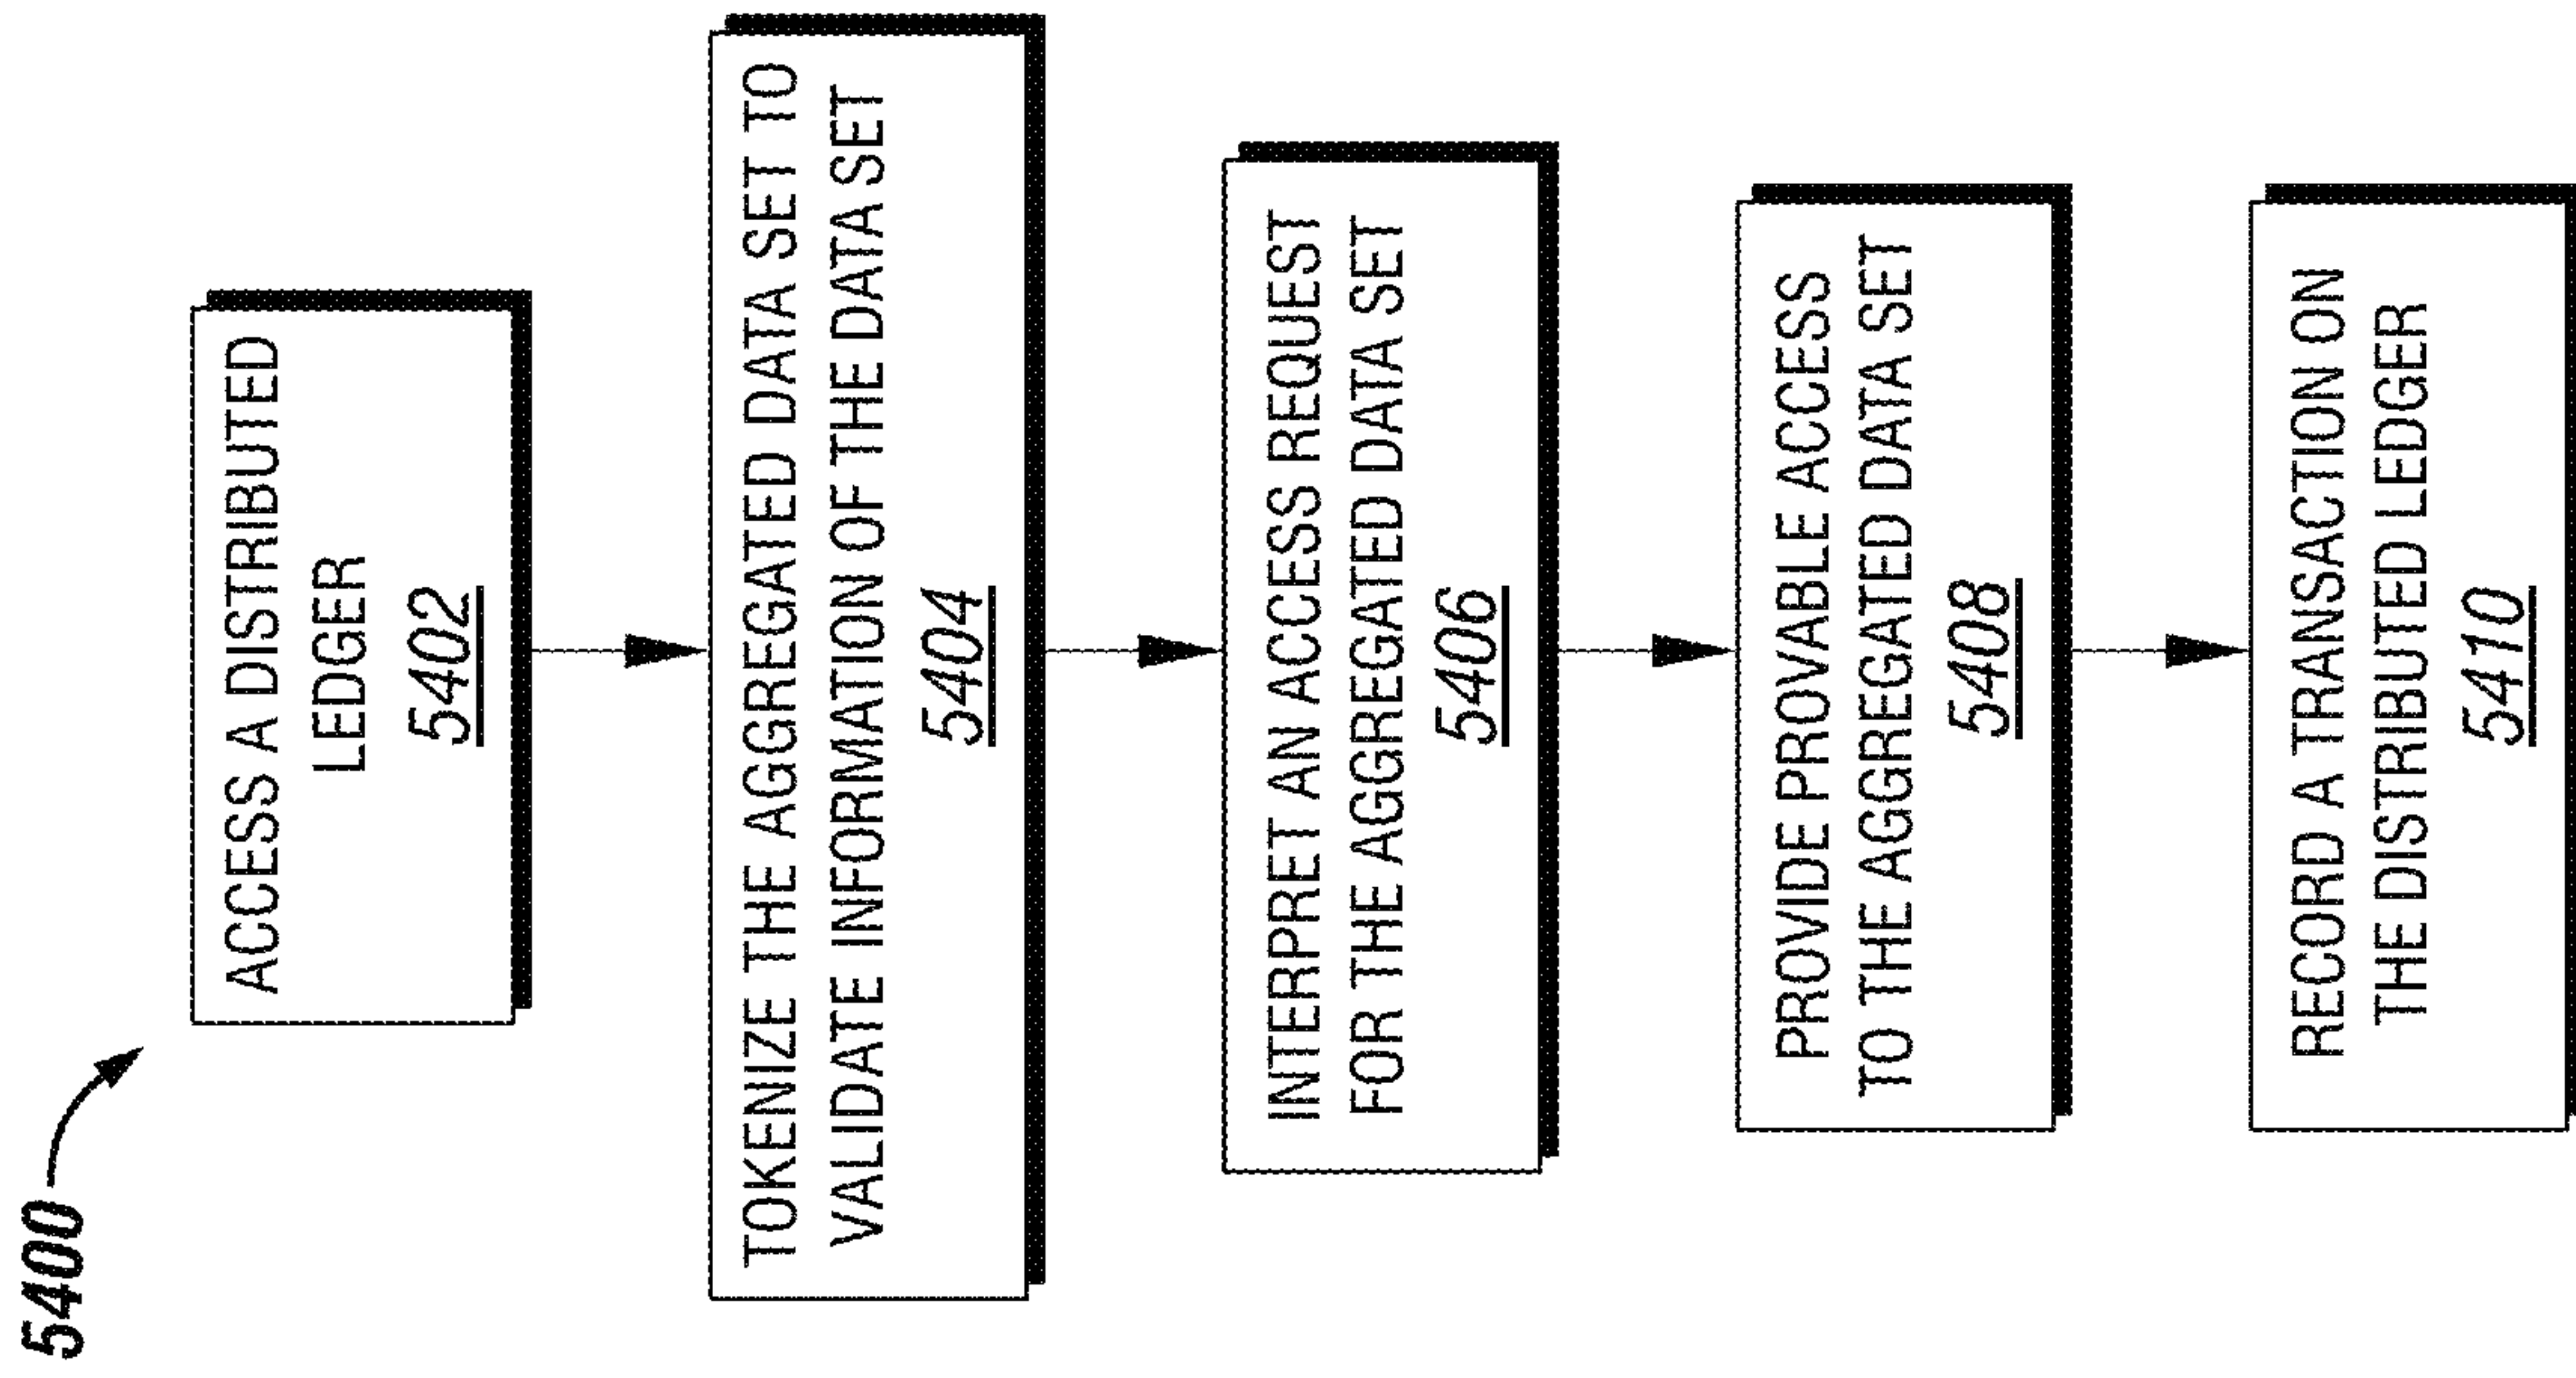 5400
ACCESS A DISTRIBUTED
LEDGER
5402
TOKENIZE THE AGGREGATED DATA SET TO
VALIDATE INFORMATION OF THE DATA SET
5404
INTERPRET AN ACCESS REQUEST
FOR THE AGGREGATED DATA SET
5406
PROVIDE PROVABLE ACCESS
TO THE AGGREGATED DATA SET
5408
RECORD A TRANSACTION ON
THE DISTRIBUTED LEDGER
5410